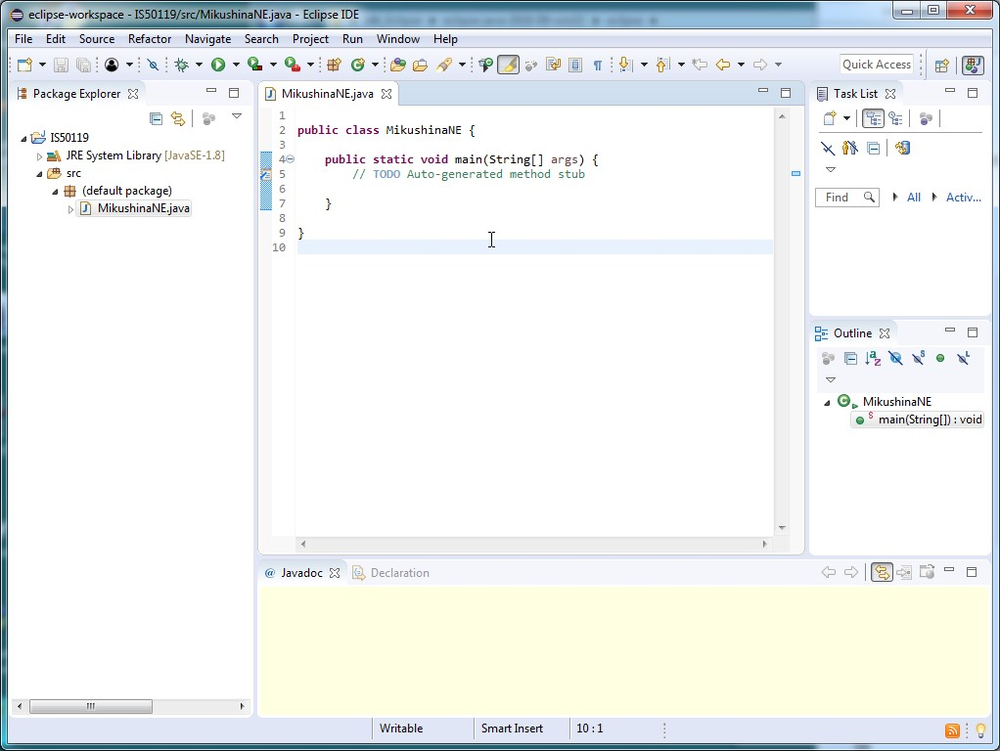 eclipse-workspace - IS50119/src/MikushinaNE.java - Eclipse IDE
File Edit Source Refactor Navigate Search Project Run Window Help
Quick Access
Package Explorer
IS50119
JRE System Library [JavaSE-1.8]
src
(default package)
MikushinaNE.java
MikushinaNE.java
1
2 public class MikushinaNE {
3
4 public static void main(String[] args) {
5 // TODO Auto-generated method stub
6
7 }
8
9 }
10
Task List
Find All Activ...
Outline
MikushinaNE
main(String[]) : void
@ Javadoc Declaration
Writable Smart Insert 10 : 1